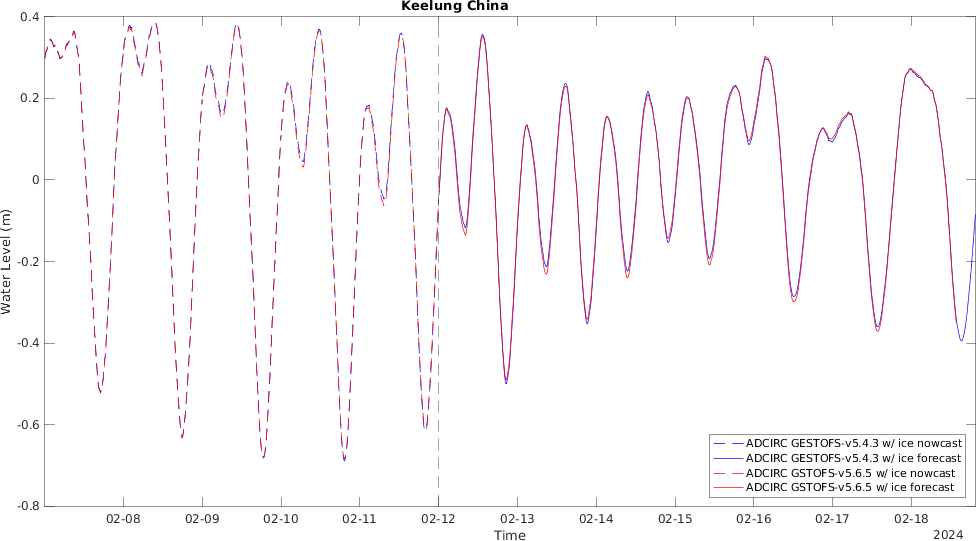 Keelung China
0.4
0.2
0
-0.2
-0.4
-0.6
-0.8
Water Level (m)
ADCIRC GESTOFS-v5.4.3 w/ ice nowcast
ADCIRC GESTOFS-v5.4.3 w/ ice forecast
ADCIRC GSTOFS-v5.6.5 w/ ice nowcast
ADCIRC GSTOFS-v5.6.5 w/ ice forecast
02-08 02-09 02-10 02-11 02-12 02-13 02-14 02-15 02-16 02-17 02-18
Time
2024